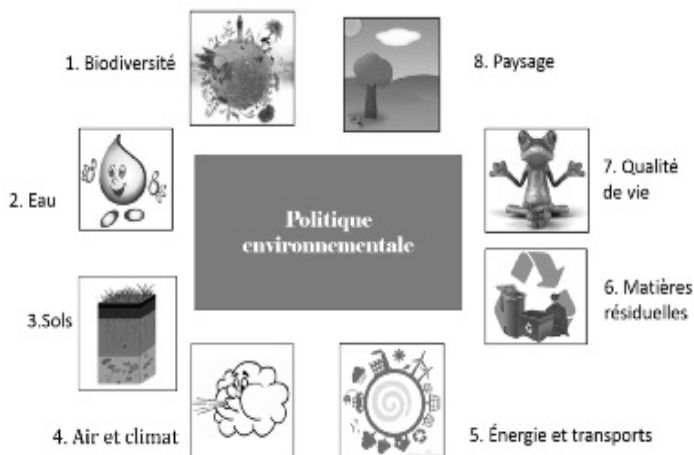 1. Biodiversité
8. Paysage
2. Eau
Politique
environnementale
7. Qualité
de vie
3.Sols
6. Matières
résiduelles
4. Air et climat
5. Énergie et transports